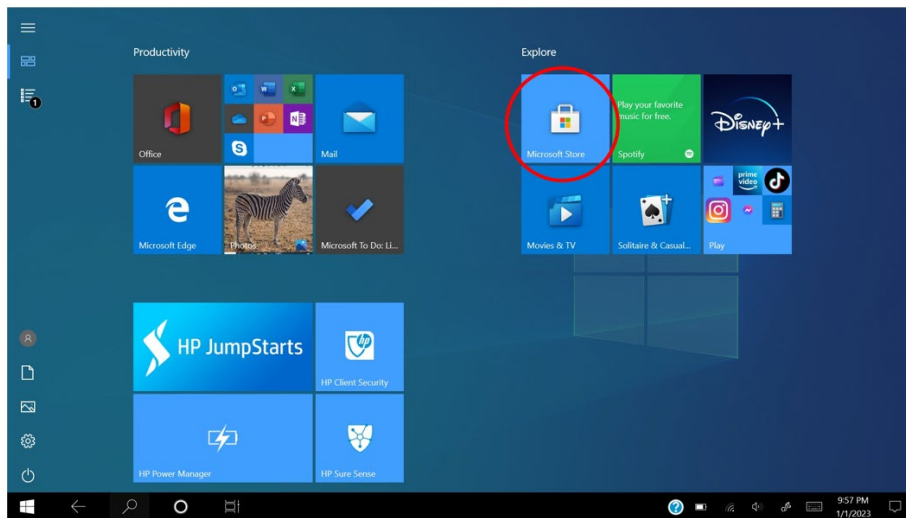 Productivity
Explore
Office
Mail
Microsoft Store
Play your favorite
music for free.
Spotify
Disney+
prime
video
Microsoft Edge
Photos
Microsoft To Do: Li...
Movies & TV
Solitaire & Casual...
Play
HP JumpStarts
HP Client Security
HP Power Manager
HP Sure Sense
1
9:57 PM
1/1/2023